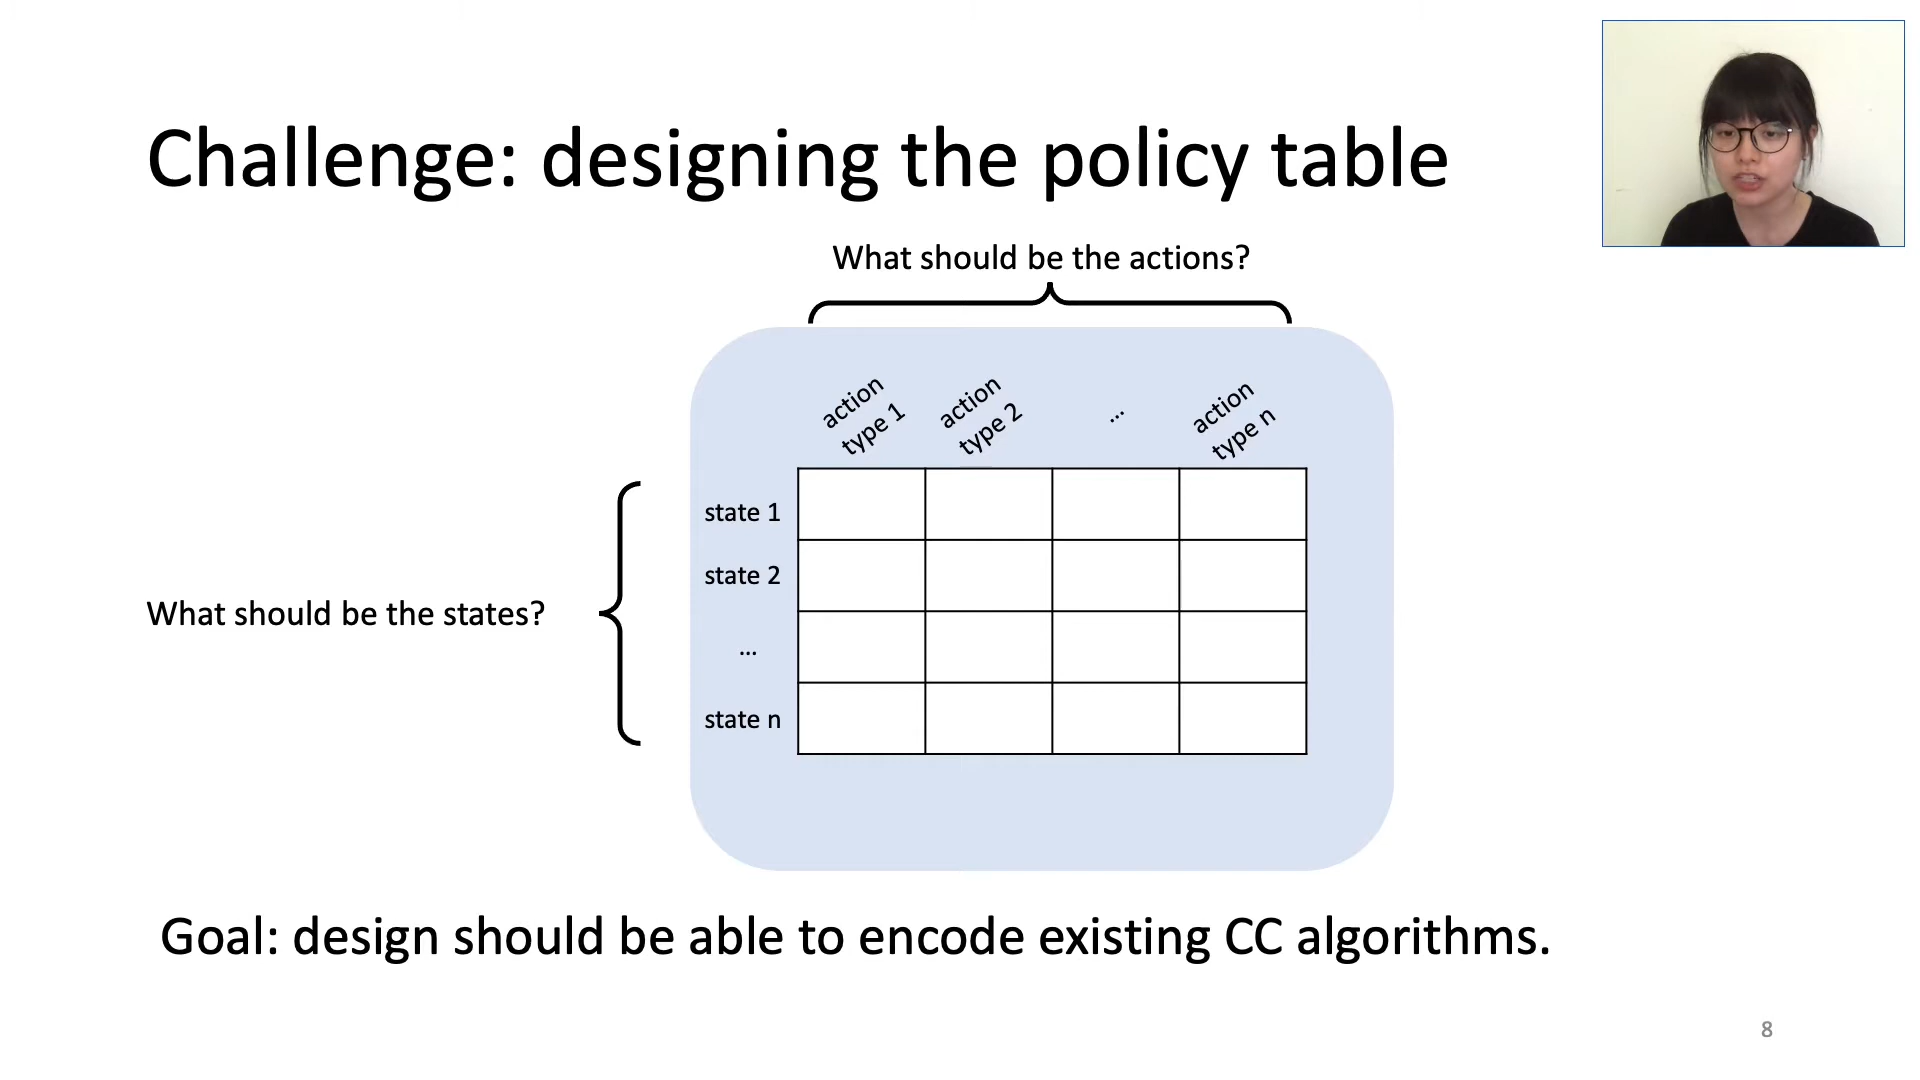 Challenge: designing the policy table
What should be the actions?
action
type 1
action
type 2
...
action
type n
state 1
state 2
...
state n
What should be the states?
Goal: design should be able to encode existing CC algorithms.
8